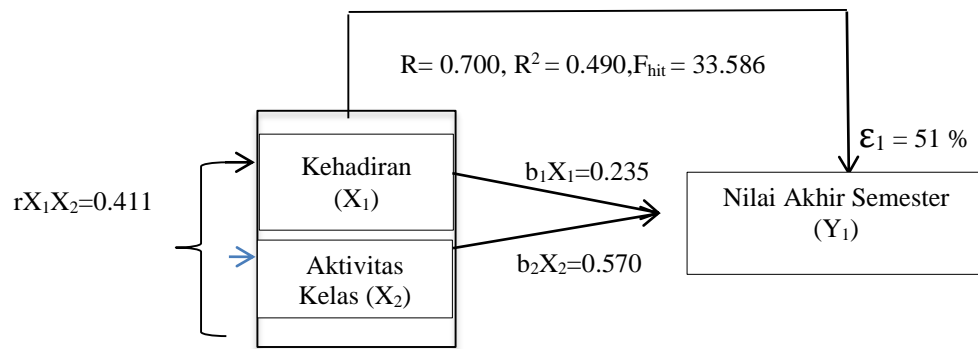 R= 0.700, R² = 0.490,Fhit = 33.586
ℇ₁ = 51 %
Kehadiran
(X₁)
b₁X₁=0.235
rX₁X₂=0.411
Nilai Akhir Semester
(Y₁)
Aktivitas
Kelas (X₂)
b₂X₂=0.570